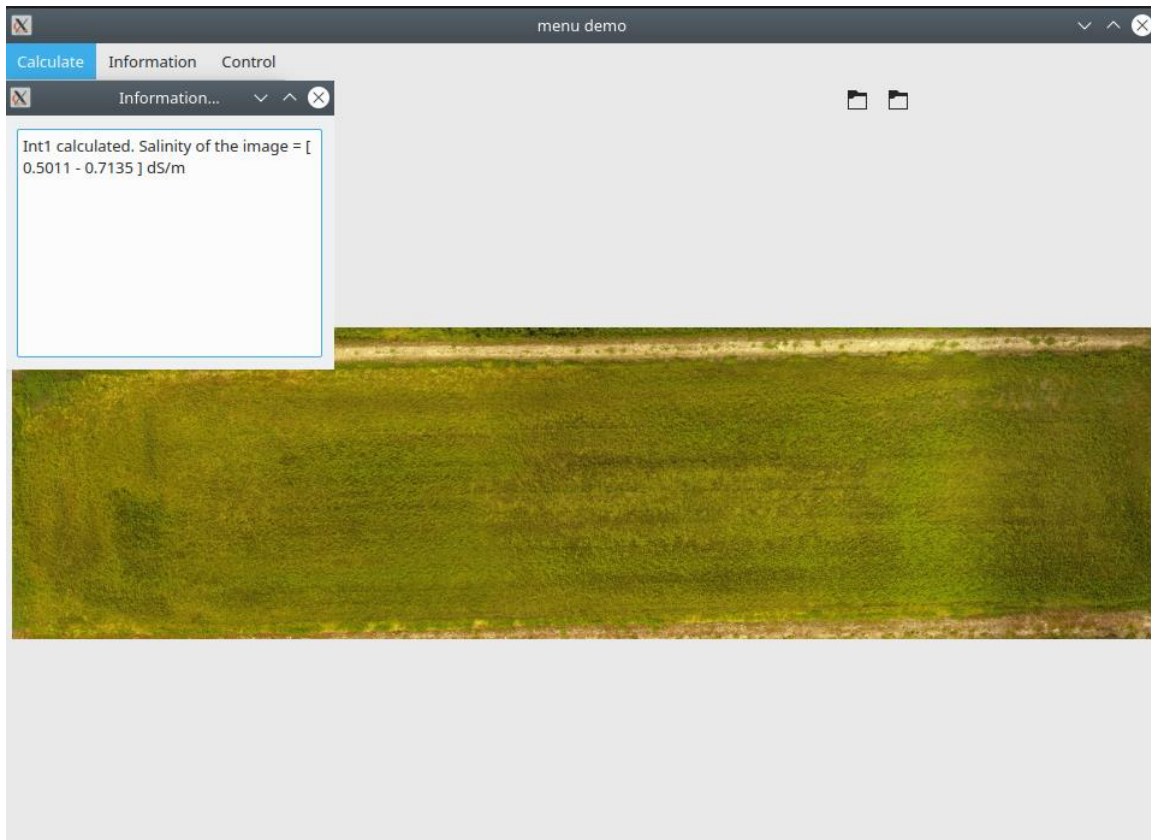 menu demo
Calculate Information Control
Information...
Int1 calculated. Salinity of the image = [
0.5011 - 0.7135 ] dS/m